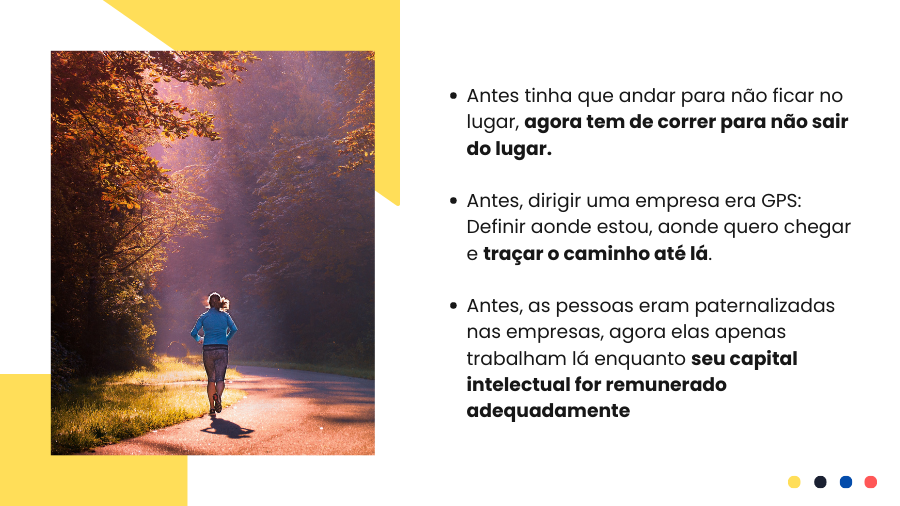 • Antes tinha que andar para não ficar no
lugar, agora tem de correr para não sair
do lugar.
• Antes, dirigir uma empresa era GPS:
Definir aonde estou, aonde quero chegar
e traçar o caminho até lá.
• Antes, as pessoas eram paternalizadas
nas empresas, agora elas apenas
trabalham lá enquanto seu capital
intelectual for remunerado
adequadamente